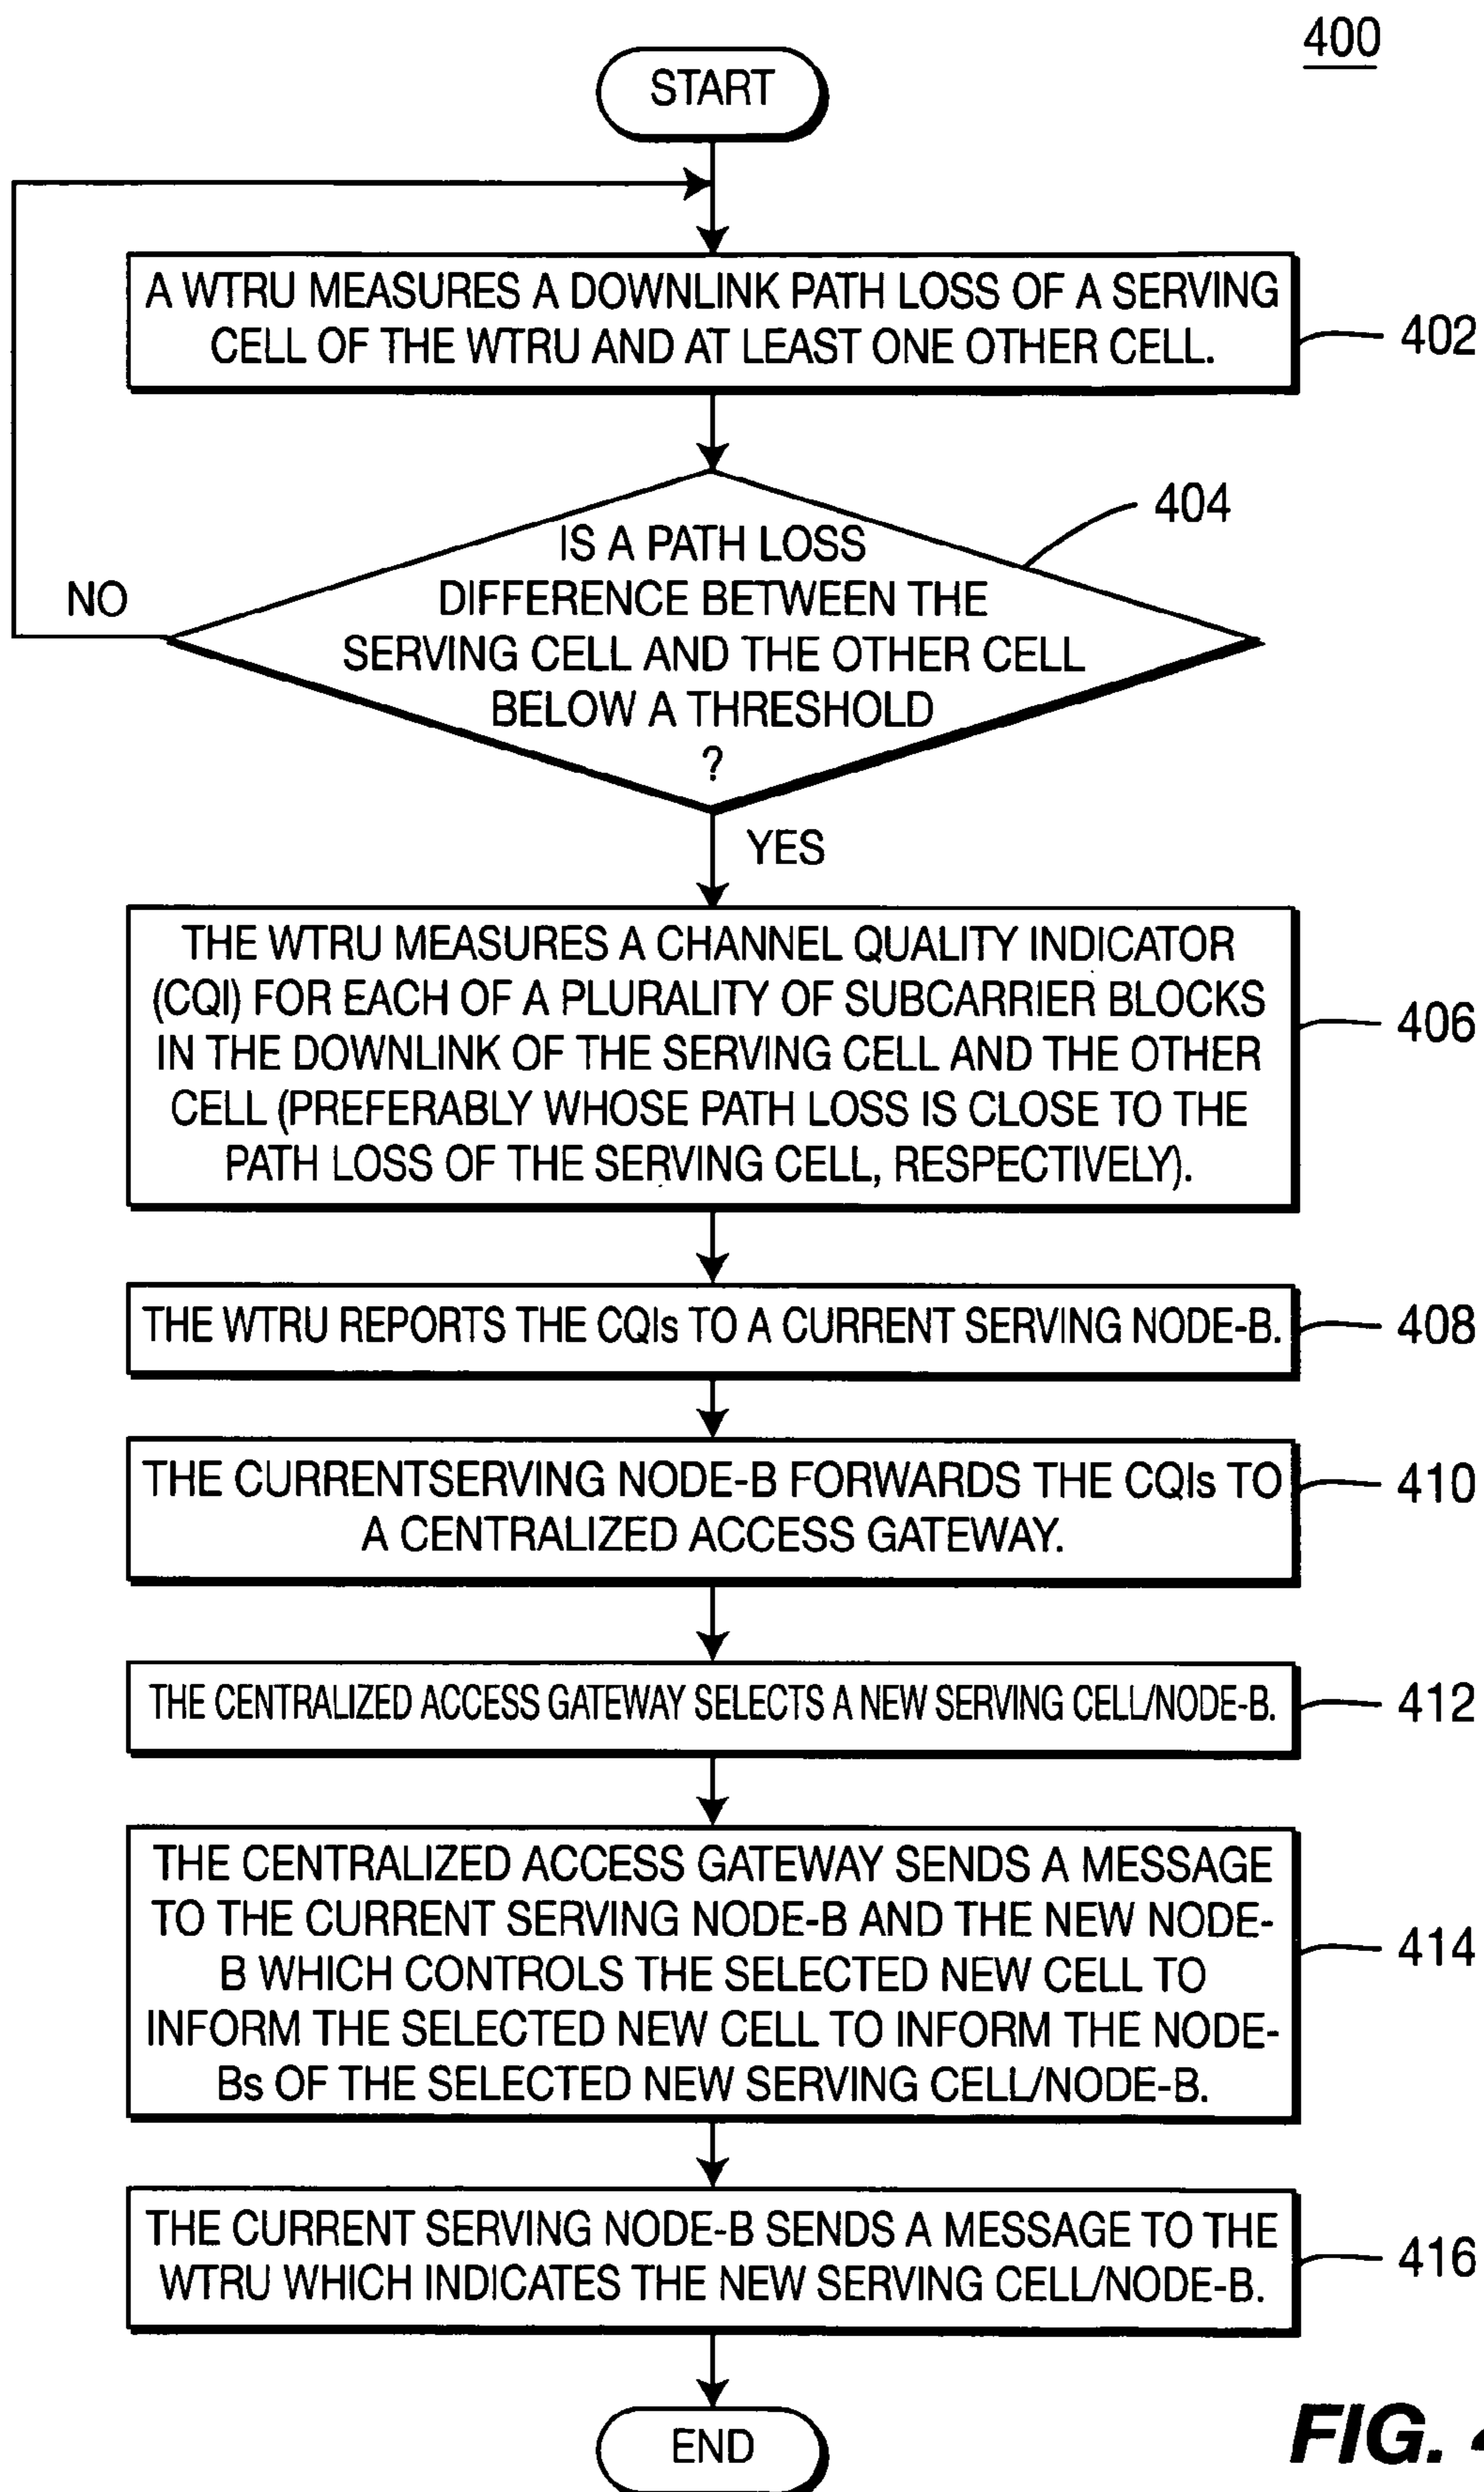 400
START
A WTRU MEASURES A DOWNLINK PATH LOSS OF A SERVING
CELL OF THE WTRU AND AT LEAST ONE OTHER CELL.
402
404
IS A PATH LOSS
DIFFERENCE BETWEEN THE
SERVING CELL AND THE OTHER CELL
BELOW A THRESHOLD
?
NO
YES
THE WTRU MEASURES A CHANNEL QUALITY INDICATOR
(CQI) FOR EACH OF A PLURALITY OF SUBCARRIER BLOCKS
IN THE DOWNLINK OF THE SERVING CELL AND THE OTHER
CELL (PREFERABLY WHOSE PATH LOSS IS CLOSE TO THE
PATH LOSS OF THE SERVING CELL, RESPECTIVELY).
406
THE WTRU REPORTS THE CQIs TO A CURRENT SERVING NODE-B.
408
THE CURRENTSERVING NODE-B FORWARDS THE CQIs TO
A CENTRALIZED ACCESS GATEWAY.
410
THE CENTRALIZED ACCESS GATEWAY SELECTS A NEW SERVING CELL/NODE-B.
412
THE CENTRALIZED ACCESS GATEWAY SENDS A MESSAGE
TO THE CURRENT SERVING NODE-B AND THE NEW NODE-
B WHICH CONTROLS THE SELECTED NEW CELL TO
INFORM THE SELECTED NEW CELL TO INFORM THE NODE-
Bs OF THE SELECTED NEW SERVING CELL/NODE-B.
414
THE CURRENT SERVING NODE-B SENDS A MESSAGE TO THE
WTRU WHICH INDICATES THE NEW SERVING CELL/NODE-B.
416
END
FIG. 4